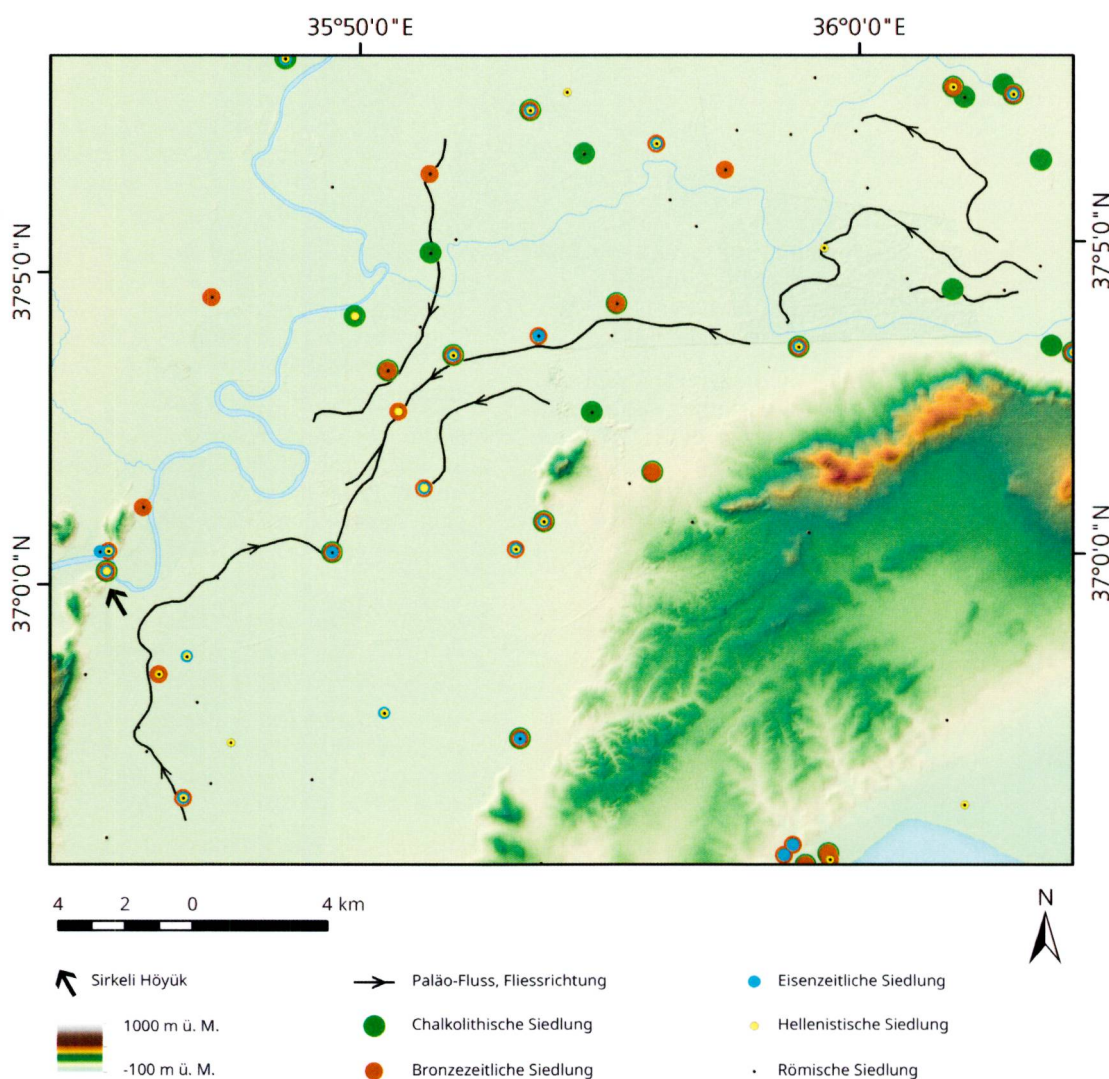 35°50'0"E
36°0'0"E
37°5'0"N
37°5'0"N
37°0'0"N
37°0'0"N
4 2 0 4 km
N
Sirkeli Höyük
Paläo-Fluss, Fliessrichtung
Eisenzeitliche Siedlung
1000 m ü. M.
Chalkolithische Siedlung
Hellenistische Siedlung
-100 m ü. M.
Bronzezeitliche Siedlung
Römische Siedlung